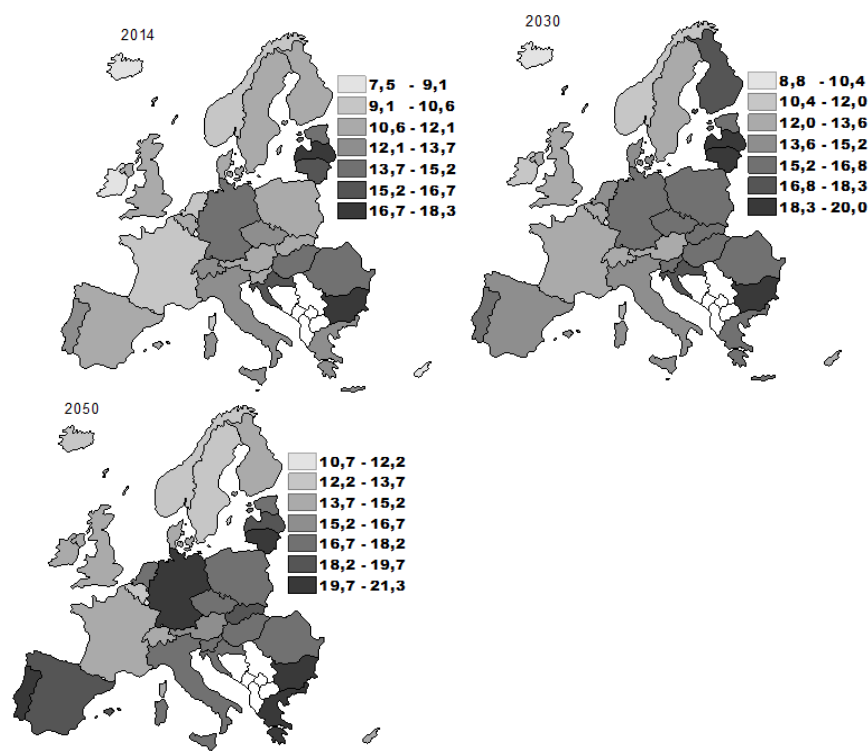 2014
7,5 - 9,1
9,1 - 10,6
10,6 - 12,1
12,1 - 13,7
13,7 - 15,2
15,2 - 16,7
16,7 - 18,3
2030
8,8 - 10,4
10,4 - 12,0
12,0 - 13,6
13,6 - 15,2
15,2 - 16,8
16,8 - 18,3
18,3 - 20,0
2050
10,7 - 12,2
12,2 - 13,7
13,7 - 15,2
15,2 - 16,7
16,7 - 18,2
18,2 - 19,7
19,7 - 21,3